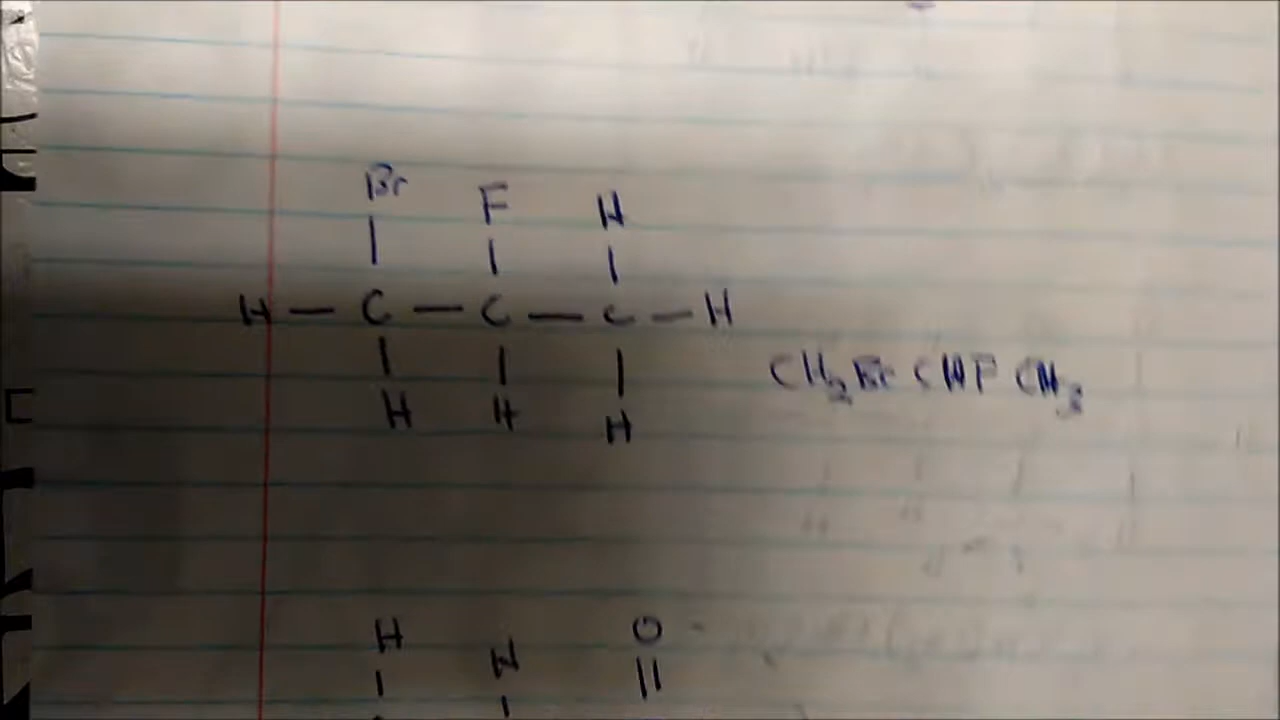 Br F H
H — C — C — C — H
CH₂Br CHF CH₃
H H H
H H O